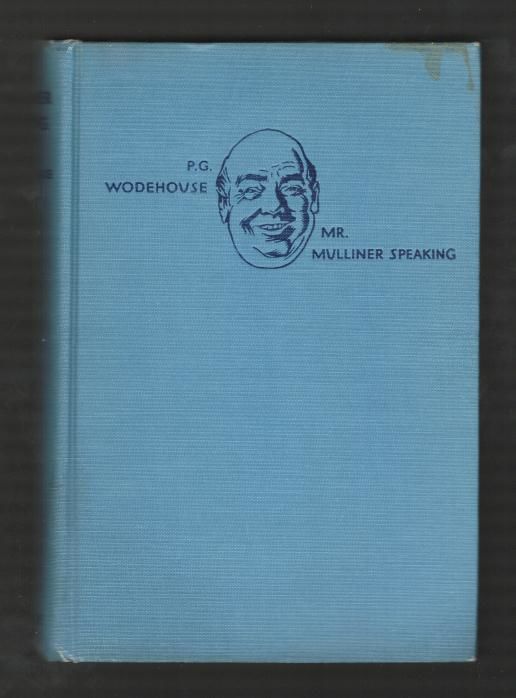 P.G.
WODEHOUSE
MR.
MULLINER SPEAKING